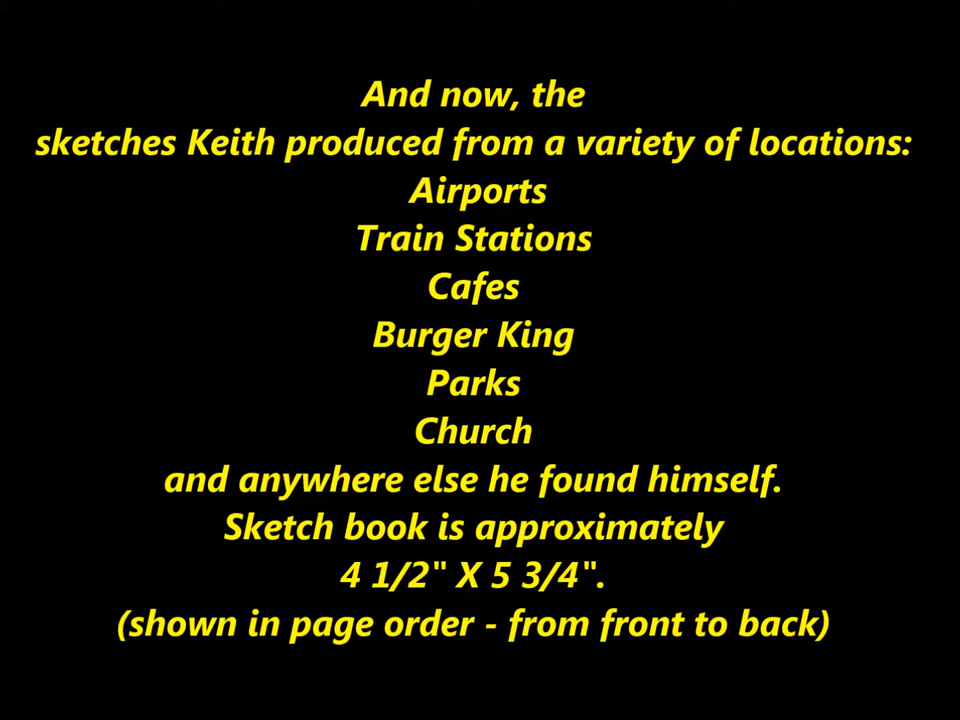 And now, the
sketches Keith produced from a variety of locations:
Airports
Train Stations
Cafes
Burger King
Parks
Church
and anywhere else he found himself.
Sketch book is approximately
4 1/2" X 5 3/4".
(shown in page order - from front to back)